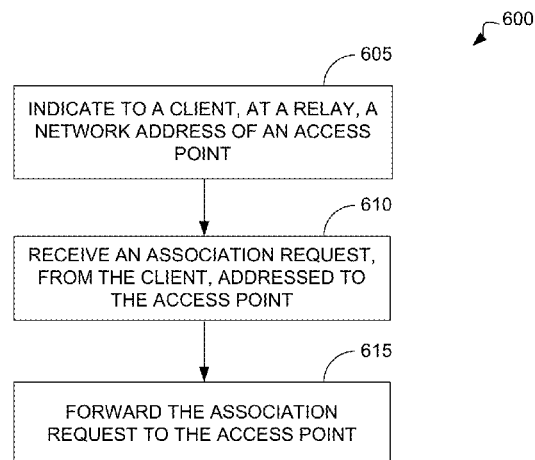 600
605
INDICATE TO A CLIENT, AT A RELAY, A
NETWORK ADDRESS OF AN ACCESS
POINT
610
RECEIVE AN ASSOCIATION REQUEST,
FROM THE CLIENT, ADDRESSED TO
THE ACCESS POINT
615
FORWARD THE ASSOCIATION
REQUEST TO THE ACCESS POINT